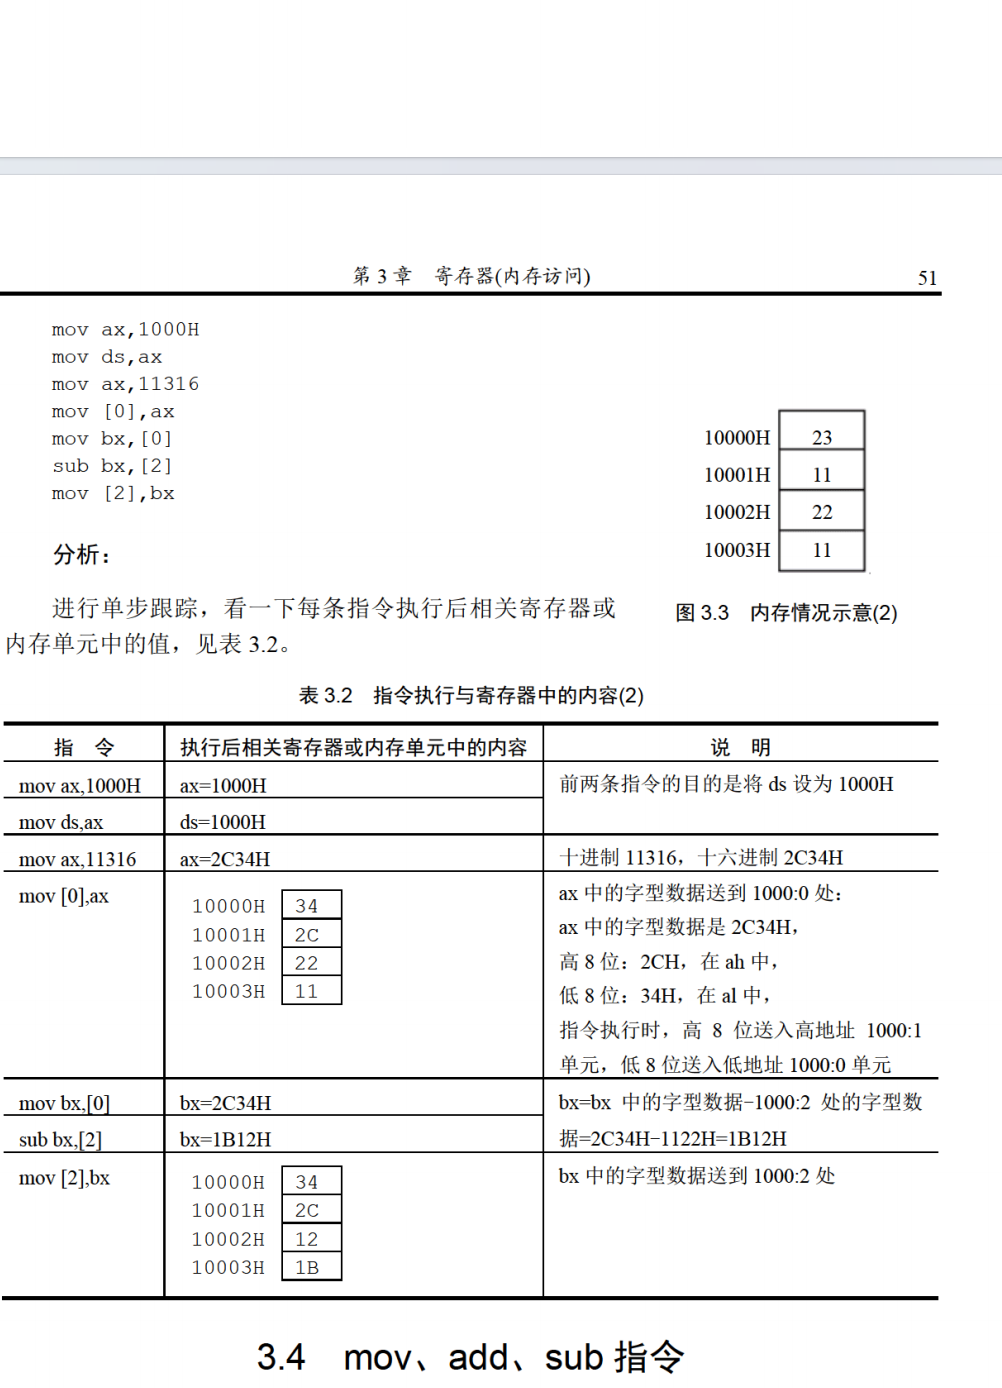 第 3 章 寄存器(内存访问) 51
mov ax,1000H
mov ds,ax
mov ax,11316
mov [0],ax
mov bx,[0]
sub bx,[2]
mov [2],bx
10000H 23
10001H 11
10002H 22
10003H 11
图 3.3 内存情况示意(2)
分析：
进行单步跟踪，看一下每条指令执行后相关寄存器或
内存单元中的值，见表 3.2。
表 3.2 指令执行与寄存器中的内容(2)
指 令 执行后相关寄存器或内存单元中的内容 说 明
mov ax,1000H ax=1000H 前两条指令的目的是将 ds 设为 1000H
mov ds,ax ds=1000H
mov ax,11316 ax=2C34H 十进制 11316，十六进制 2C34H
mov [0],ax
10000H 34
10001H 2C
10002H 22
10003H 11
ax 中的字型数据送到 1000:0 处：
ax 中的字型数据是 2C34H，
高 8 位：2CH，在 ah 中，
低 8 位：34H，在 al 中，
指令执行时，高 8 位送入高地址 1000:1
单元，低 8 位送入低地址 1000:0 单元
mov bx,[0] bx=2C34H bx=bx 中的字型数据−1000:2 处的字型数
sub bx,[2] bx=1B12H 据=2C34H−1122H=1B12H
mov [2],bx
10000H 34
10001H 2C
10002H 12
10003H 1B
bx 中的字型数据送到 1000:2 处
3.4 mov、add、sub 指令